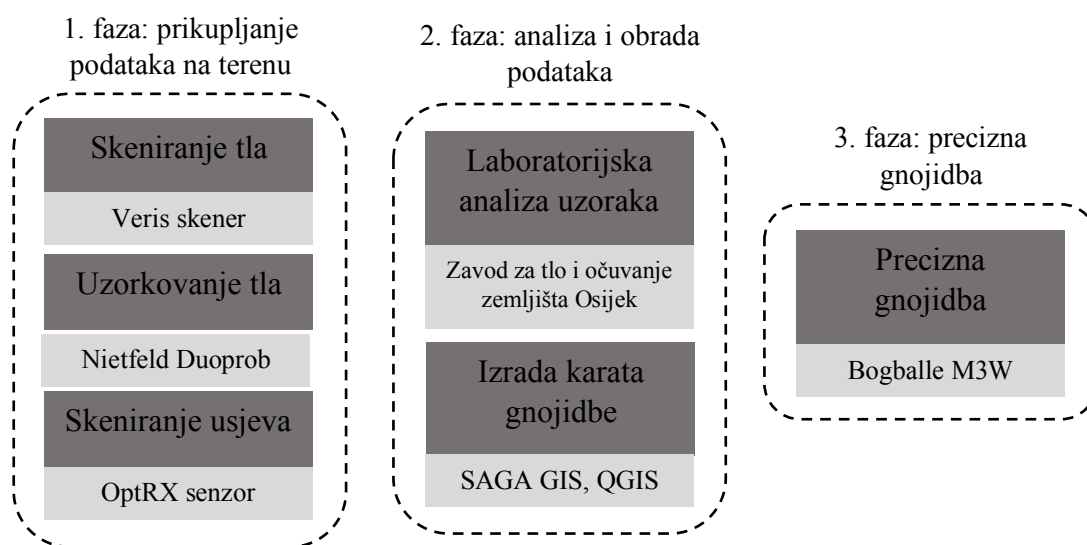 1. faza: prikupljanje
podataka na terenu
Skeniranje tla
Veris skener
Uzorkovanje tla
Nietfeld Duoprob
Skeniranje usjeva
OptRX senzor
2. faza: analiza i obrada
podataka
Laboratorijska
analiza uzoraka
Zavod za tlo i očuvanje
zemljišta Osijek
Izrada karata
gnojidbe
SAGA GIS, QGIS
3. faza: precizna
gnojidba
Precizna
gnojidba
Bogballe M3W